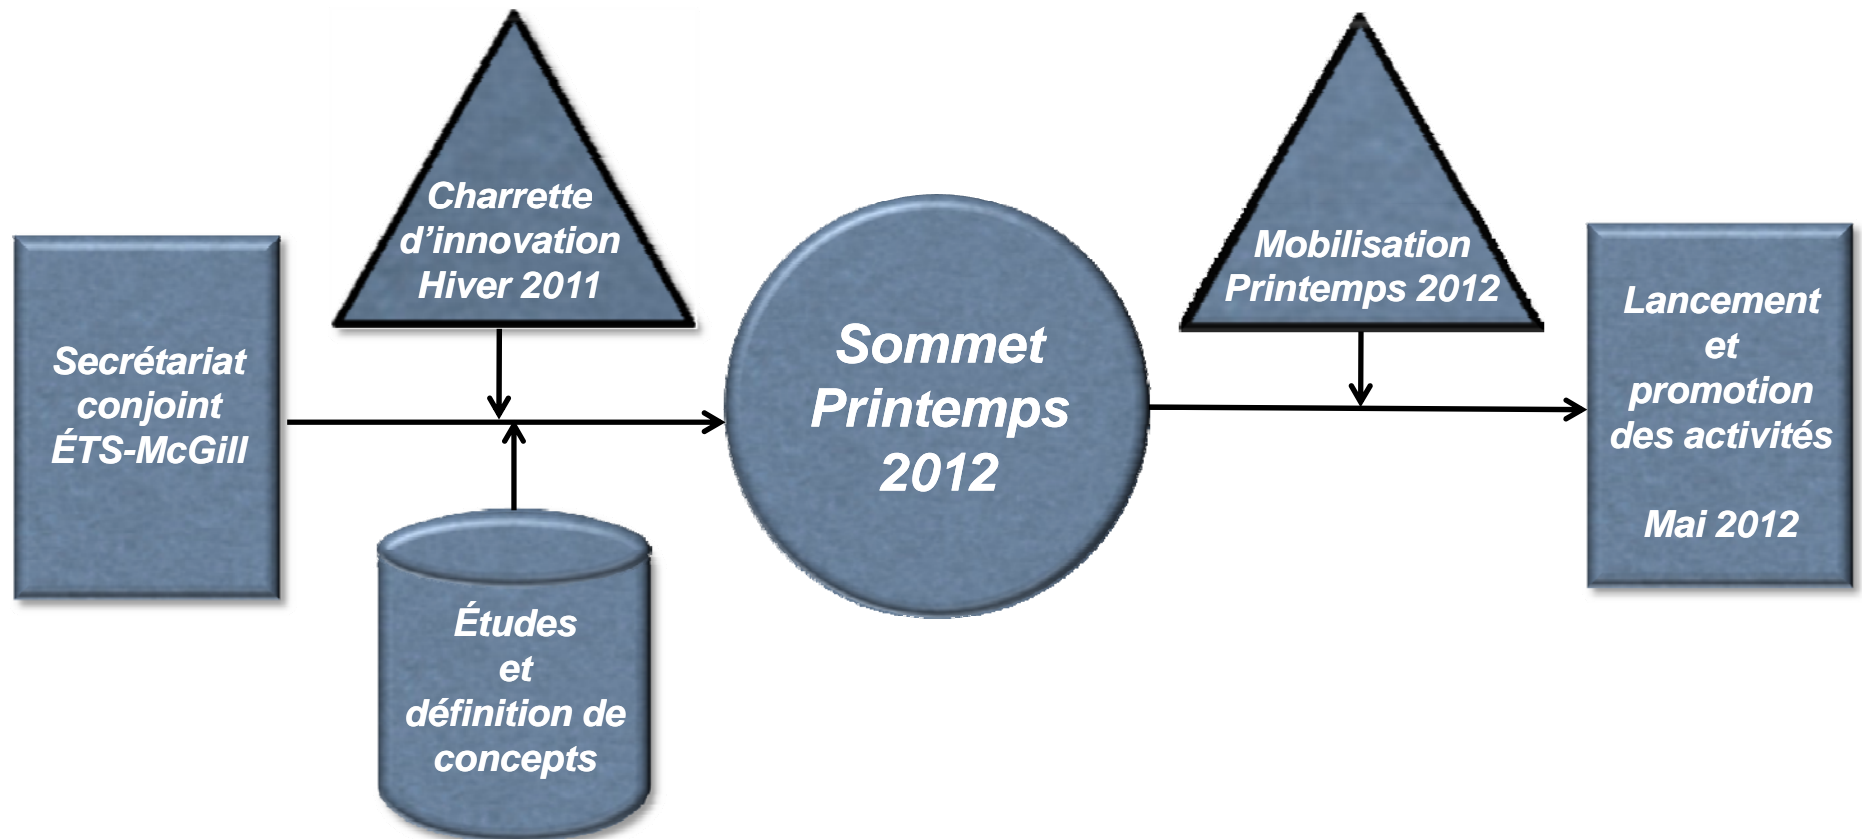 Secrétariat
conjoint
ÉTS-McGill
Charrette
d'innovation
Hiver 2011
Études
et
définition de
concepts
Sommet
Printemps
2012
Mobilisation
Printemps 2012
Lancement
et
promotion
des activités
Mai 2012